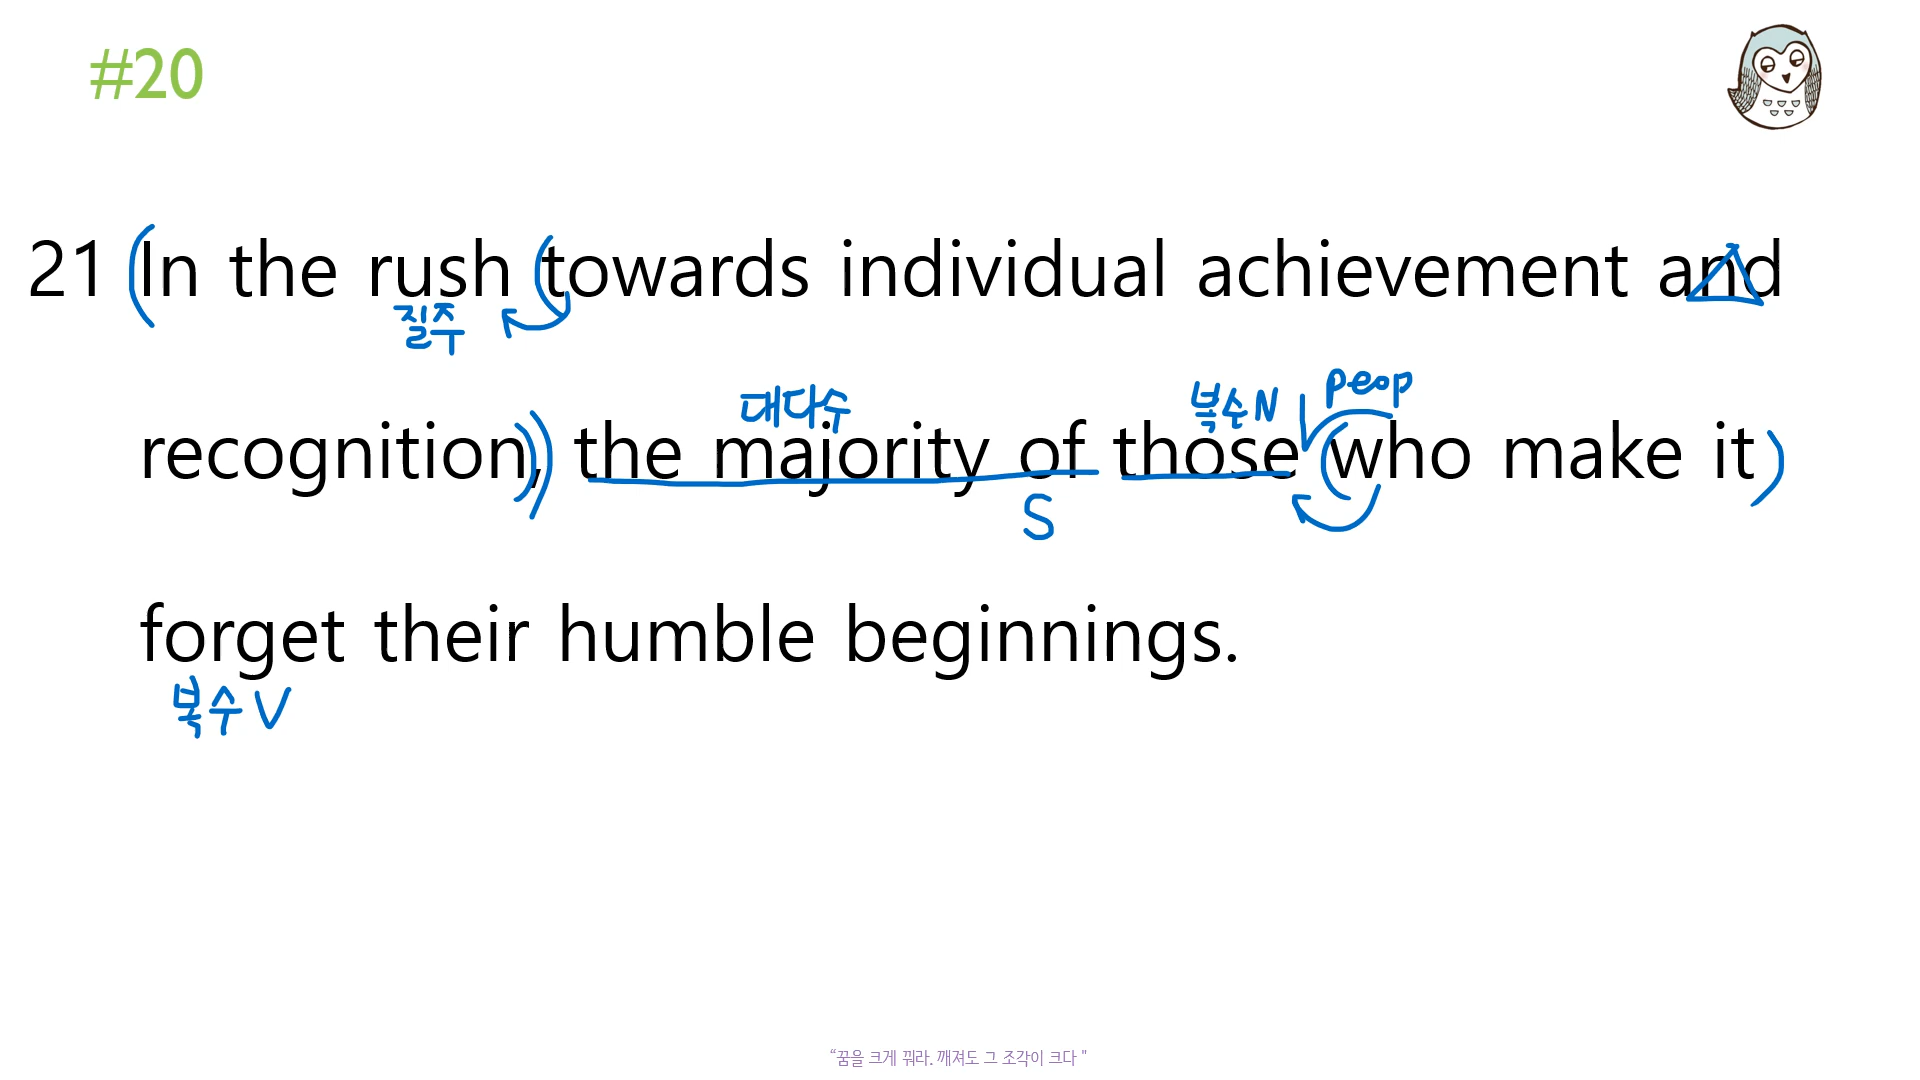 #20
21 In the rush towards individual achievement and
질주
대다수 복수N peop
recognition, the majority of those who make it
S
forget their humble beginnings.
복수V
“꿈을 크게 꿔라. 깨져도 그 조각이 크다 "